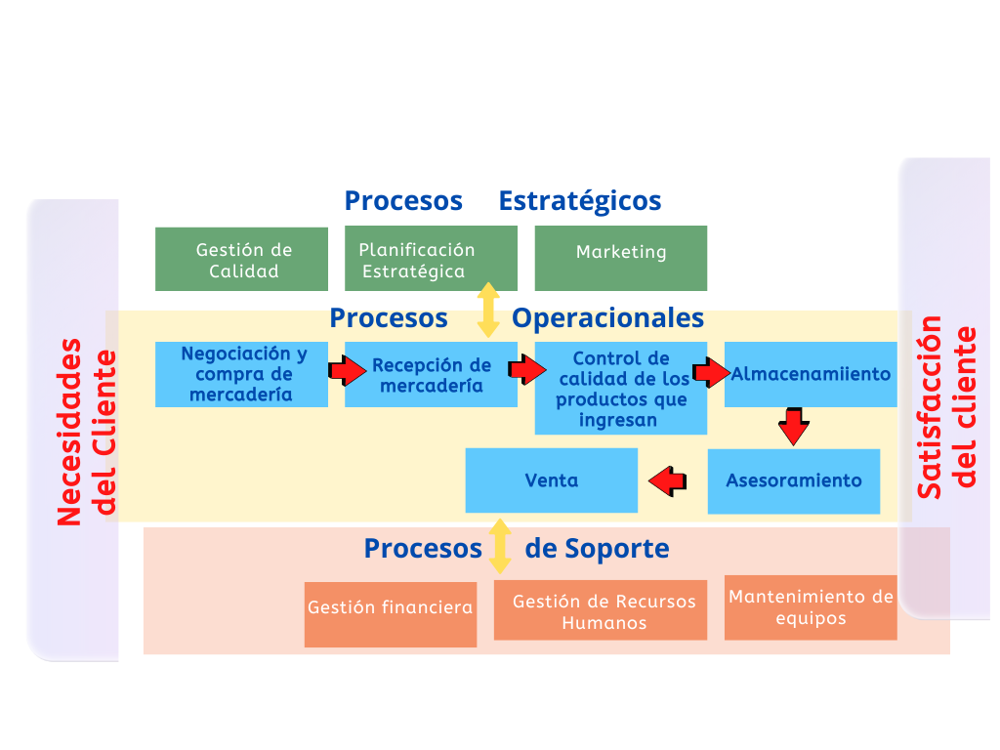 Procesos Estratégicos
Gestión de
Calidad
Planificación
Estratégica
Marketing
Procesos Operacionales
Negociación y
compra de
mercadería
Recepción de
mercadería
Control de
calidad de los
productos que
ingresan
Almacenamiiento
Asesoramiento
Venta
Procesos de Soporte
Gestión financiera
Gestión de Recursos
Humanos
Mantenimiento de
equipos
Necesidades
del Cliente
Satisfacción
del cliente